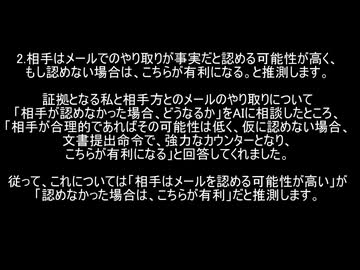 2.相手はメールでのやり取りが事実だと認める可能性が高く、
もし認めない場合は、こちらが有利になる。と推測します。
証拠となる私と相手方とのメールのやり取りについて
「相手が認めなかった場合、どうなるか」をAIに相談したところ、
「相手が合理的であればその可能性は低く、仮に認めない場合、
文書提出命令で、強力なカウンターとなり、
こちらが有利になる」と回答してくれました。
従って、これについては「相手はメールを認める可能性が高い」が
「認めなかった場合は、こちらが有利」だと推測します。